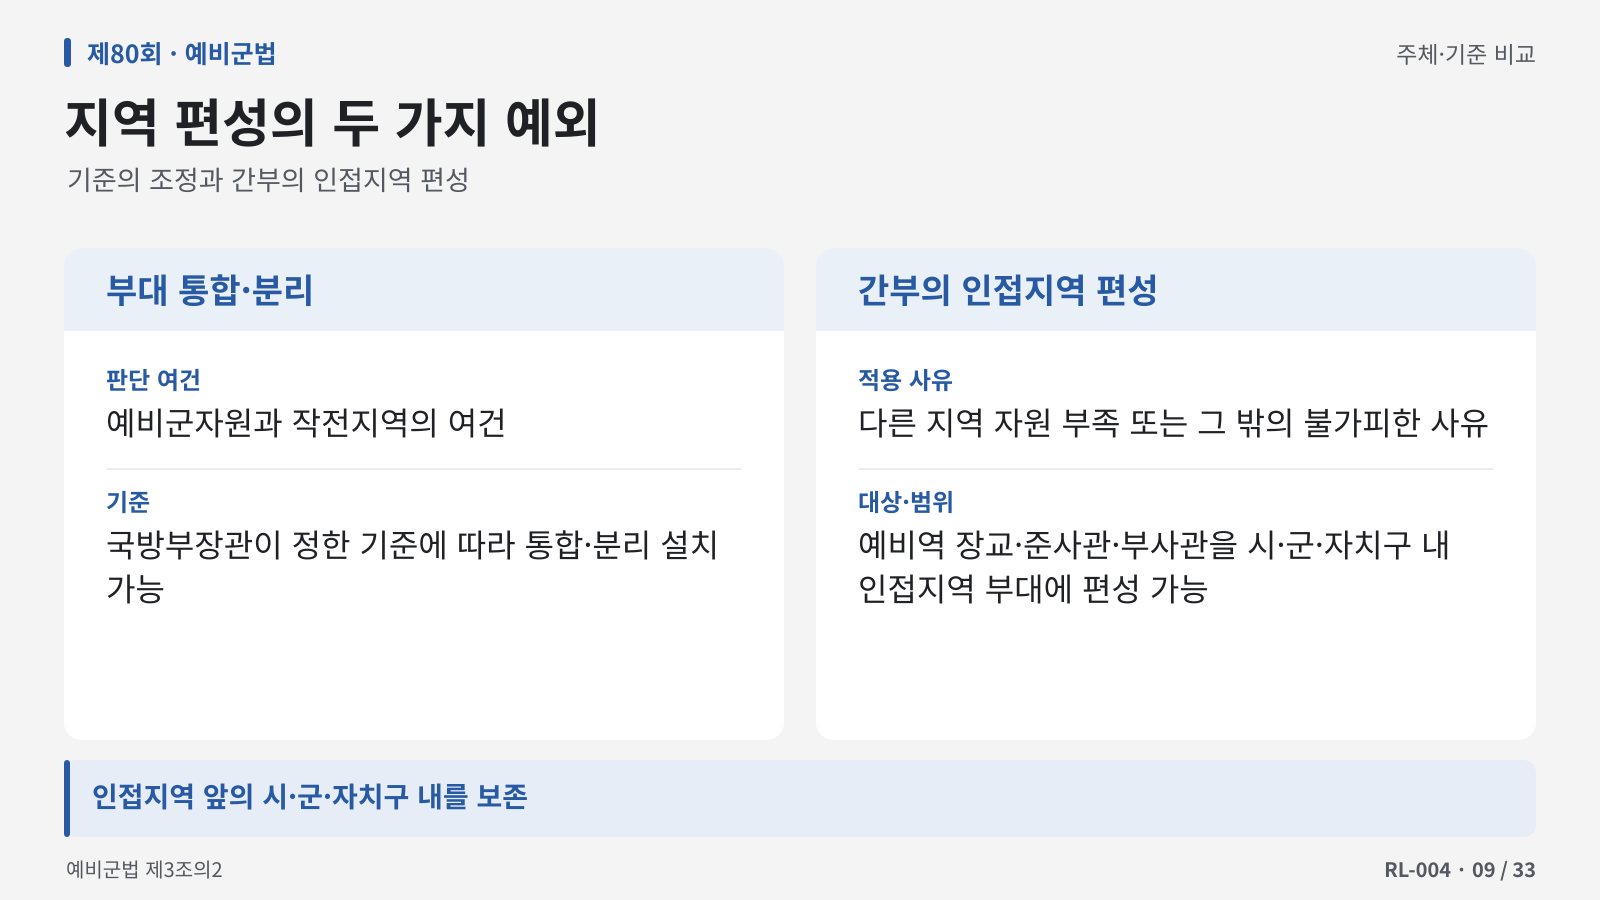 제80회 · 예비군법
주체·기준 비교
지역 편성의 두 가지 예외
기준의 조정과 간부의 인접지역 편성
부대 통합·분리
판단 여건
예비군자원과 작전지역의 여건
기준
국방부장관이 정한 기준에 따라 통합·분리 설치
가능
간부의 인접지역 편성
적용 사유
다른 지역 자원 부족 또는 그 밖의 불가피한 사유
대상·범위
예비역 장교·준사관·부사관을 시·군·자치구 내
인접지역 부대에 편성 가능
인접지역 앞의 시·군·자치구 내를 보존
예비군법 제3조의2
RL-004 · 09 / 33